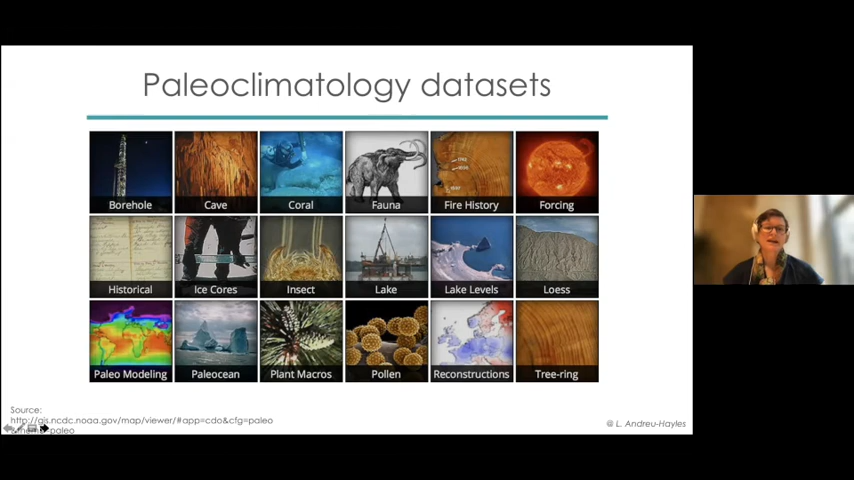 Paleoclimatology datasets
Borehole
Cave
Coral
Fauna
Fire History
Forcing
Historical
Ice Cores
Insect
Lake
Lake Levels
Loess
Paleo Modeling
Paleocean
Plant Macros
Pollen
Reconstructions
Tree-ring
Source:
http://gis.ncdc.noaa.gov/map/viewer/#app=cdo&cfg=paleo
paleo
@ L. Andreu-Hayles